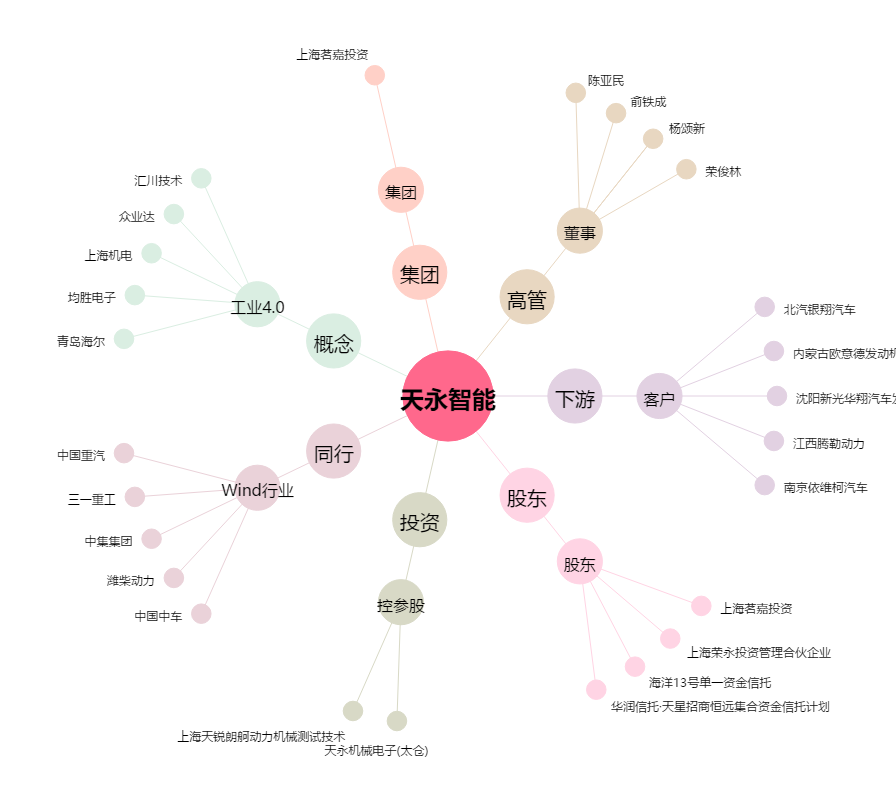 上海茗嘉投资
集团
集团
陈亚民
俞铁成
杨颂新
荣俊林
董事
高管
汇川技术
众业达
上海机电
均胜电子
青岛海尔
工业4.0
概念
天永智能
下游
客户
北汽银翔汽车
内蒙古欧意德发动机
沈阳新光华翔汽车发
江西腾勒动力
南京依维柯汽车
同行
Wind行业
中国重汽
三一重工
中集集团
潍柴动力
中国中车
投资
控参股
上海天锐朗舸动力机械测试技术
天永机械电子(太仓)
股东
股东
上海茗嘉投资
上海荣永投资管理合伙企业
海洋13号单一资金信托
华润信托·天星招商恒远集合资金信托计划